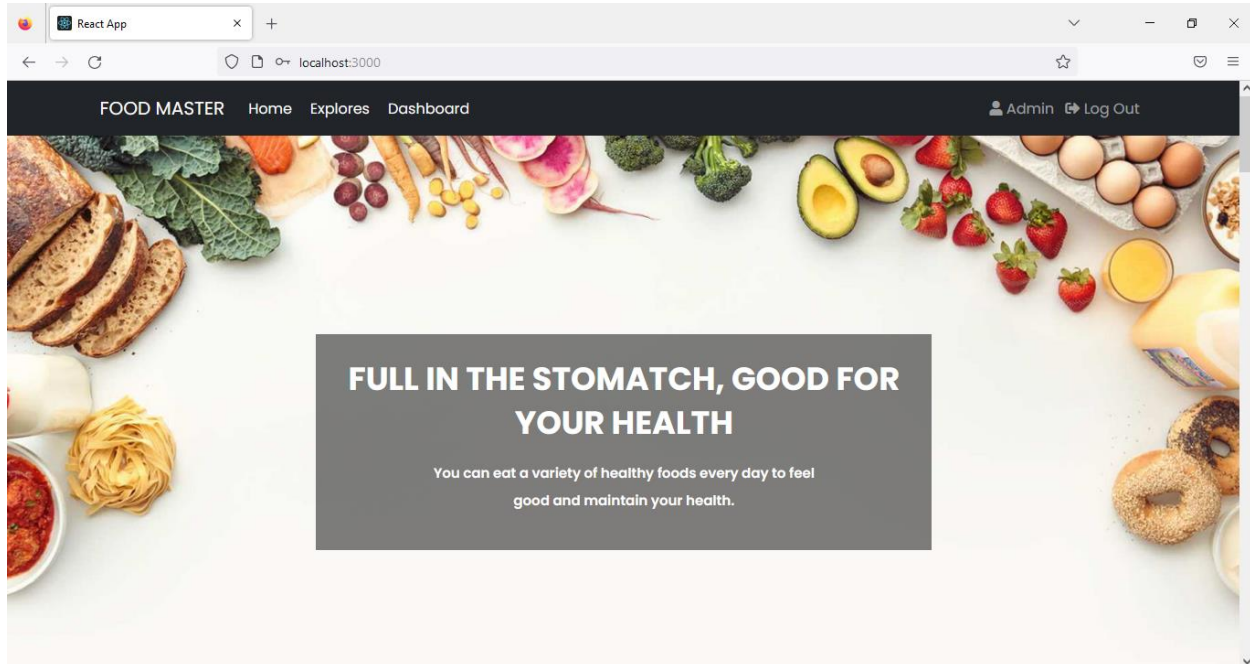 React App
localhost:3000
FOOD MASTER Home Explores Dashboard Admin Log Out
FULL IN THE STOMATCH, GOOD FOR
YOUR HEALTH
You can eat a variety of healthy foods every day to feel
good and maintain your health.